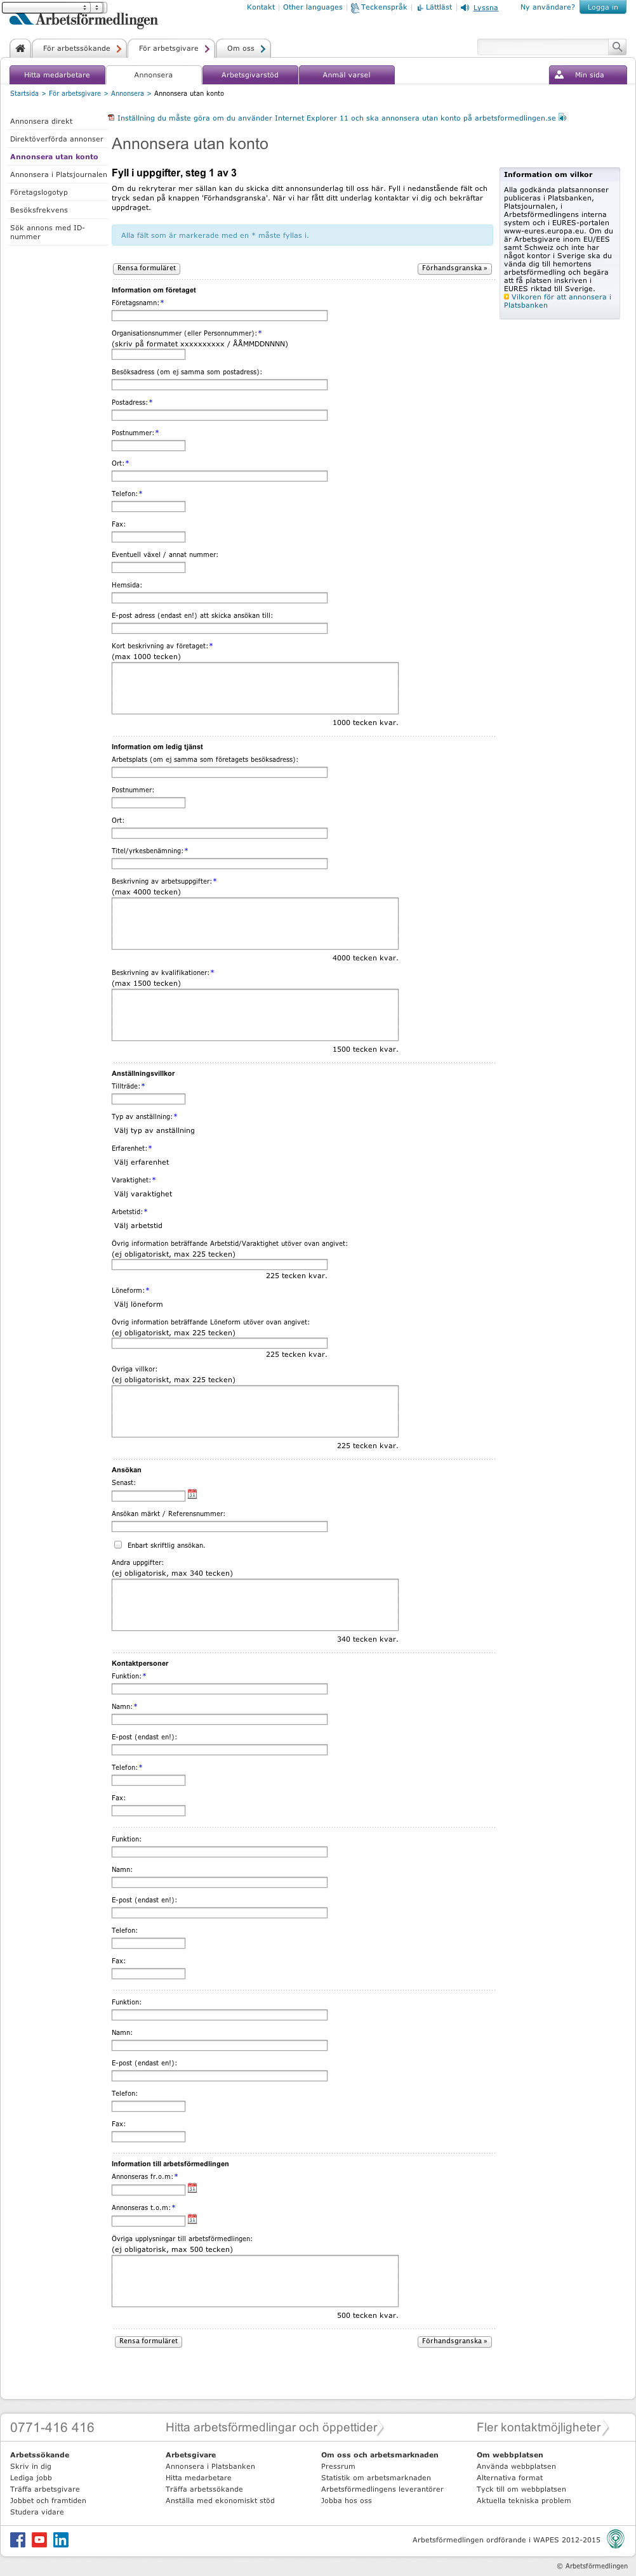 Kontakt | Other languages | Teckenspråk | Lättläst | Lyssna
Ny användare? Logga in
Arbetsförmedlingen
För arbetssökande
För arbetsgivare
Om oss
Hitta medarbetare
Annonsera
Arbetsgivarstöd
Anmäl varsel
Min sida
Startsida > För arbetsgivare > Annonsera > Annonsera utan konto
Annonsera direkt
Direktöverförda annonser
Annonsera utan konto
Annonsera i Platsjournalen
Företagslogotyp
Besöksfrekvens
Sök annons med ID-
nummer
Inställning du måste göra om du använder Internet Explorer 11 och ska annonsera utan konto på arbetsformedlingen.se
Annonsera utan konto
Fyll i uppgifter, steg 1 av 3
Om du rekryterar mer sällan kan du skicka ditt annonsunderlag till oss här. Fyll i nedanstående fält och
tryck sedan på knappen 'Förhandsgranska'. När vi har fått ditt underlag kontaktar vi dig och bekräftar
uppdraget.
Alla fält som är markerade med en * måste fyllas i.
Rensa formuläret
Förhandsgranska »
Information om vilkor
Alla godkända platsannonser
publiceras i Platsbanken,
Platsjournalen, i
Arbetsförmedlingens interna
system och i EURES-portalen
www-eures.europa.eu. Om du
är Arbetsgivare inom EU/EES
samt Schweiz och inte har
något kontor i Sverige ska du
vända dig till hemortens
arbetsförmedling och begära
att få platsen inskriven i
EURES riktad till Sverige.
Vilkoren för att annonsera i
Platsbanken
Information om företaget
Företagsnamn:*
Organisationsnummer (eller Personnummer):*
(skriv på formatet xxxxxxxxxx / ÅÅMMDDNNNN)
Besöksadress (om ej samma som postadress):
Postadress:*
Postnummer:*
Ort:*
Telefon:*
Fax:
Eventuell växel / annat nummer:
Hemsida:
E-post adress (endast en!) att skicka ansökan till:
Kort beskrivning av företaget:*
(max 1000 tecken)
1000 tecken kvar.
Information om ledig tjänst
Arbetsplats (om ej samma som företagets besöksadress):
Postnummer:
Ort:
Titel/yrkesbenämning:*
Beskrivning av arbetsuppgifter:*
(max 4000 tecken)
4000 tecken kvar.
Beskrivning av kvalifikationer:*
(max 1500 tecken)
1500 tecken kvar.
Anställningsvillkor
Tillträde:*
Typ av anställning:*
Välj typ av anställning
Erfarenhet:*
Välj erfarenhet
Varaktighet:*
Välj varaktighet
Arbetstid:*
Välj arbetstid
Övrig information beträffande Arbetstid/Varaktighet utöver ovan angivet:
(ej obligatoriskt, max 225 tecken)
225 tecken kvar.
Löneform:*
Välj löneform
Övrig information beträffande Löneform utöver ovan angivet:
(ej obligatoriskt, max 225 tecken)
225 tecken kvar.
Övriga villkor:
(ej obligatoriskt, max 225 tecken)
225 tecken kvar.
Ansökan
Senast:
Ansökan märkt / Referensnummer:
Enbart skriftlig ansökan.
Andra uppgifter:
(ej obligatorisk, max 340 tecken)
340 tecken kvar.
Kontaktpersoner
Funktion:*
Namn:*
E-post (endast en!):
Telefon:*
Fax:
Funktion:
Namn:
E-post (endast en!):
Telefon:
Fax:
Funktion:
Namn:
E-post (endast en!):
Telefon:
Fax:
Information till arbetsförmedlingen
Annonseras fr.o.m:*
Annonseras t.o.m:*
Övriga upplysningar till arbetsförmedlingen:
(ej obligatorisk, max 500 tecken)
500 tecken kvar.
Rensa formuläret
Förhandsgranska »
0771-416 416
Hitta arbetsförmedlingar och öppettider
Fler kontaktmöjligheter
Arbetssökande
Skriv in dig
Lediga jobb
Träffa arbetsgivare
Jobbet och framtiden
Studera vidare
Arbetsgivare
Annonsera i Platsbanken
Hitta medarbetare
Träffa arbetssökande
Anställa med ekonomiskt stöd
Om oss och arbetsmarknaden
Pressrum
Statistik om arbetsmarknaden
Arbetsförmedlingens leverantörer
Jobba hos oss
Om webbplatsen
Använda webbplatsen
Alternativa format
Tyck till om webbplatsen
Aktuella tekniska problem
Arbetsförmedlingen ordförande i WAPES 2012-2015
© Arbetsförmedlingen